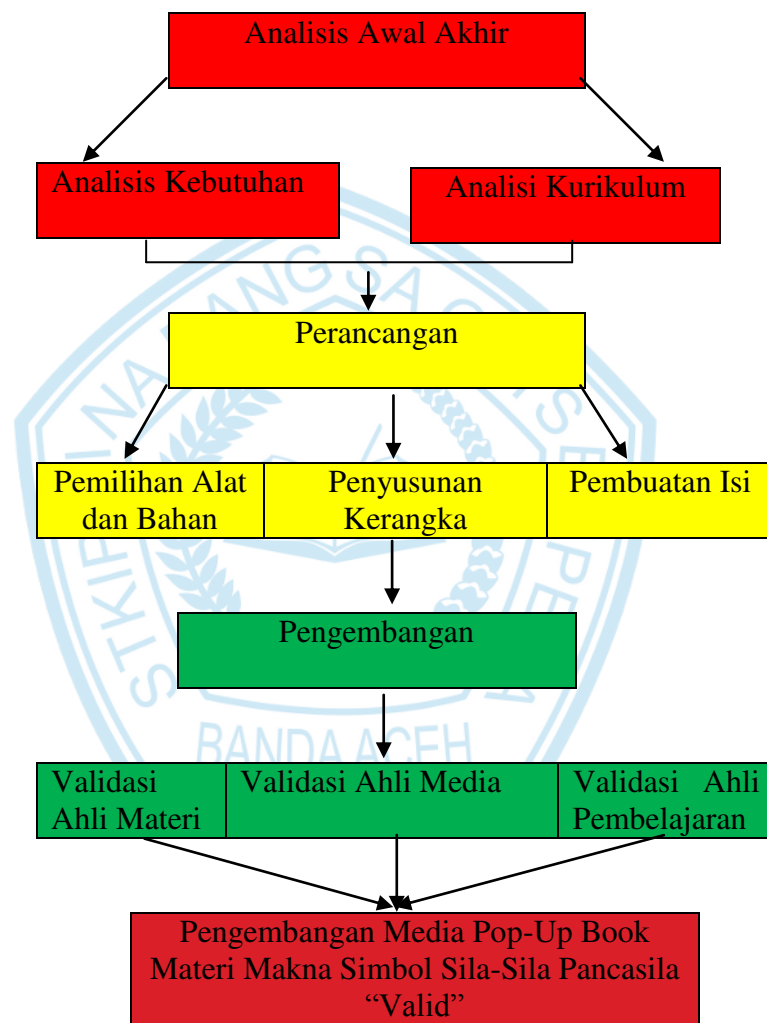 Analisis Awal Akhir
Analisis Kebutuhan
Analisi Kurikulum
Perancangan
Pemilihan Alat
dan Bahan
Penyusunan
Kerangka
Pembuatan Isi
Pengembangan
BANDA ACEH
Validasi
Ahli Materi
Validasi Ahli Media
Validasi Ahli
Pembelajaran
Pengembangan Media Pop-Up Book
Materi Makna Simbol Sila-Sila Pancasila
“Valid”